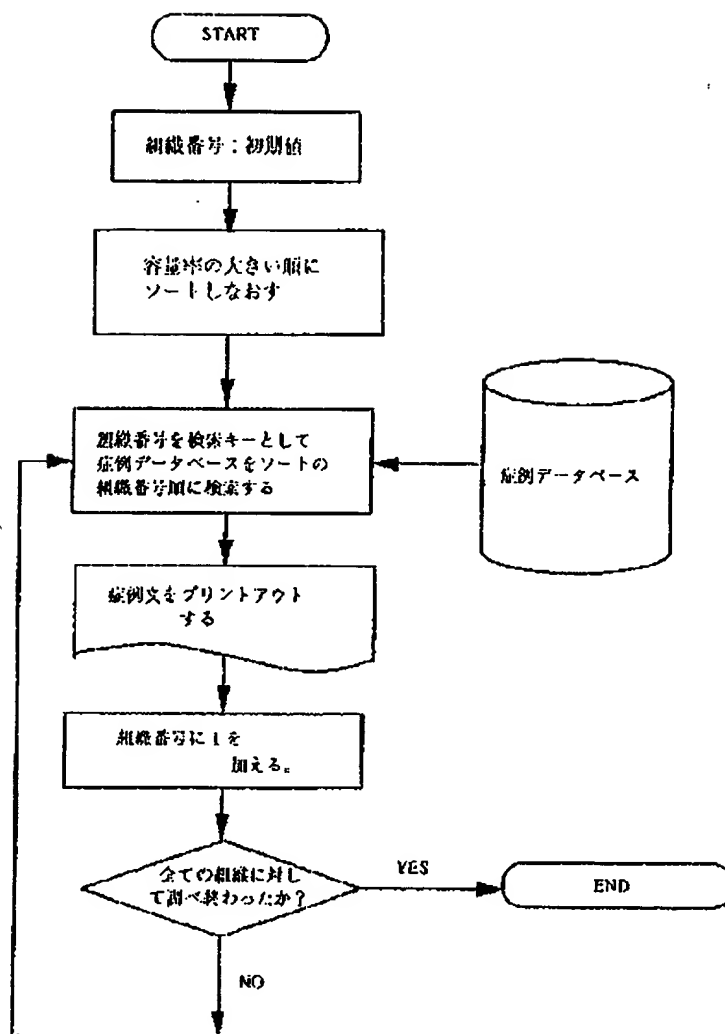 START
組織番号：初期値
容量率の大きい順に
ソートしなおす
組織番号を検索キーとして
症例データベースをソートの
組織番号順に検索する
症例データベース
症例文をプリントアウト
する
組織番号に1を
加える。
全ての組織に対し
て調べ終わったか？
YES
END
NO